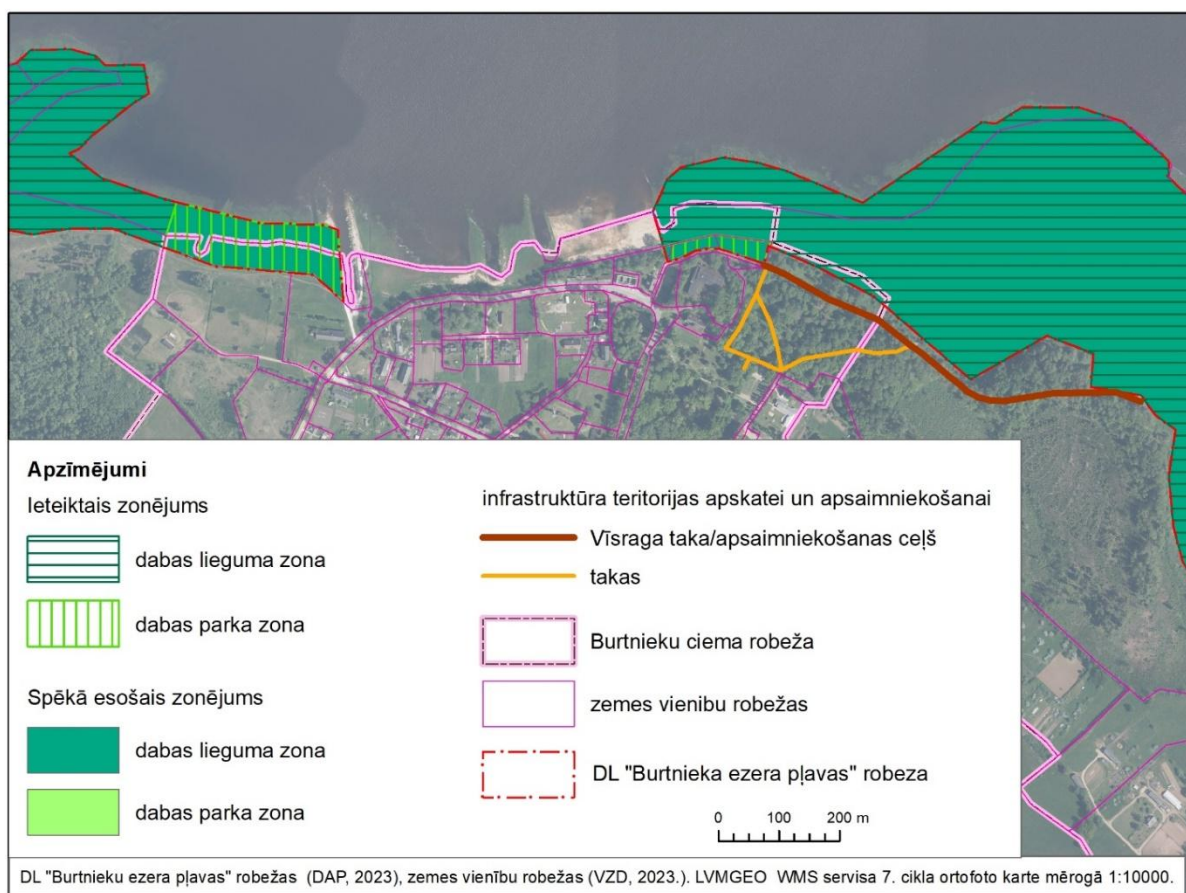 Apzīmējumi
Ieteiktais zonējums
dabas lieguma zona
dabas parka zona
Spēkā esošais zonējums
dabas lieguma zona
dabas parka zona
infrastruktūra teritorijas apskatei un apsaimniekošanai
Vīsraga taka/apsaimniekošanas ceļš
takas
Burtnieku ciema robeža
zemes vienību robežas
DL "Burtnieka ezera pļavas" robeza
0 100 200 m
DL "Burtnieku ezera pļavas" robežas (DAP, 2023), zemes vienību robežas (VZD, 2023.). LVMGEO WMS servisa 7. cikla ortofoto karte mērogā 1:10000.